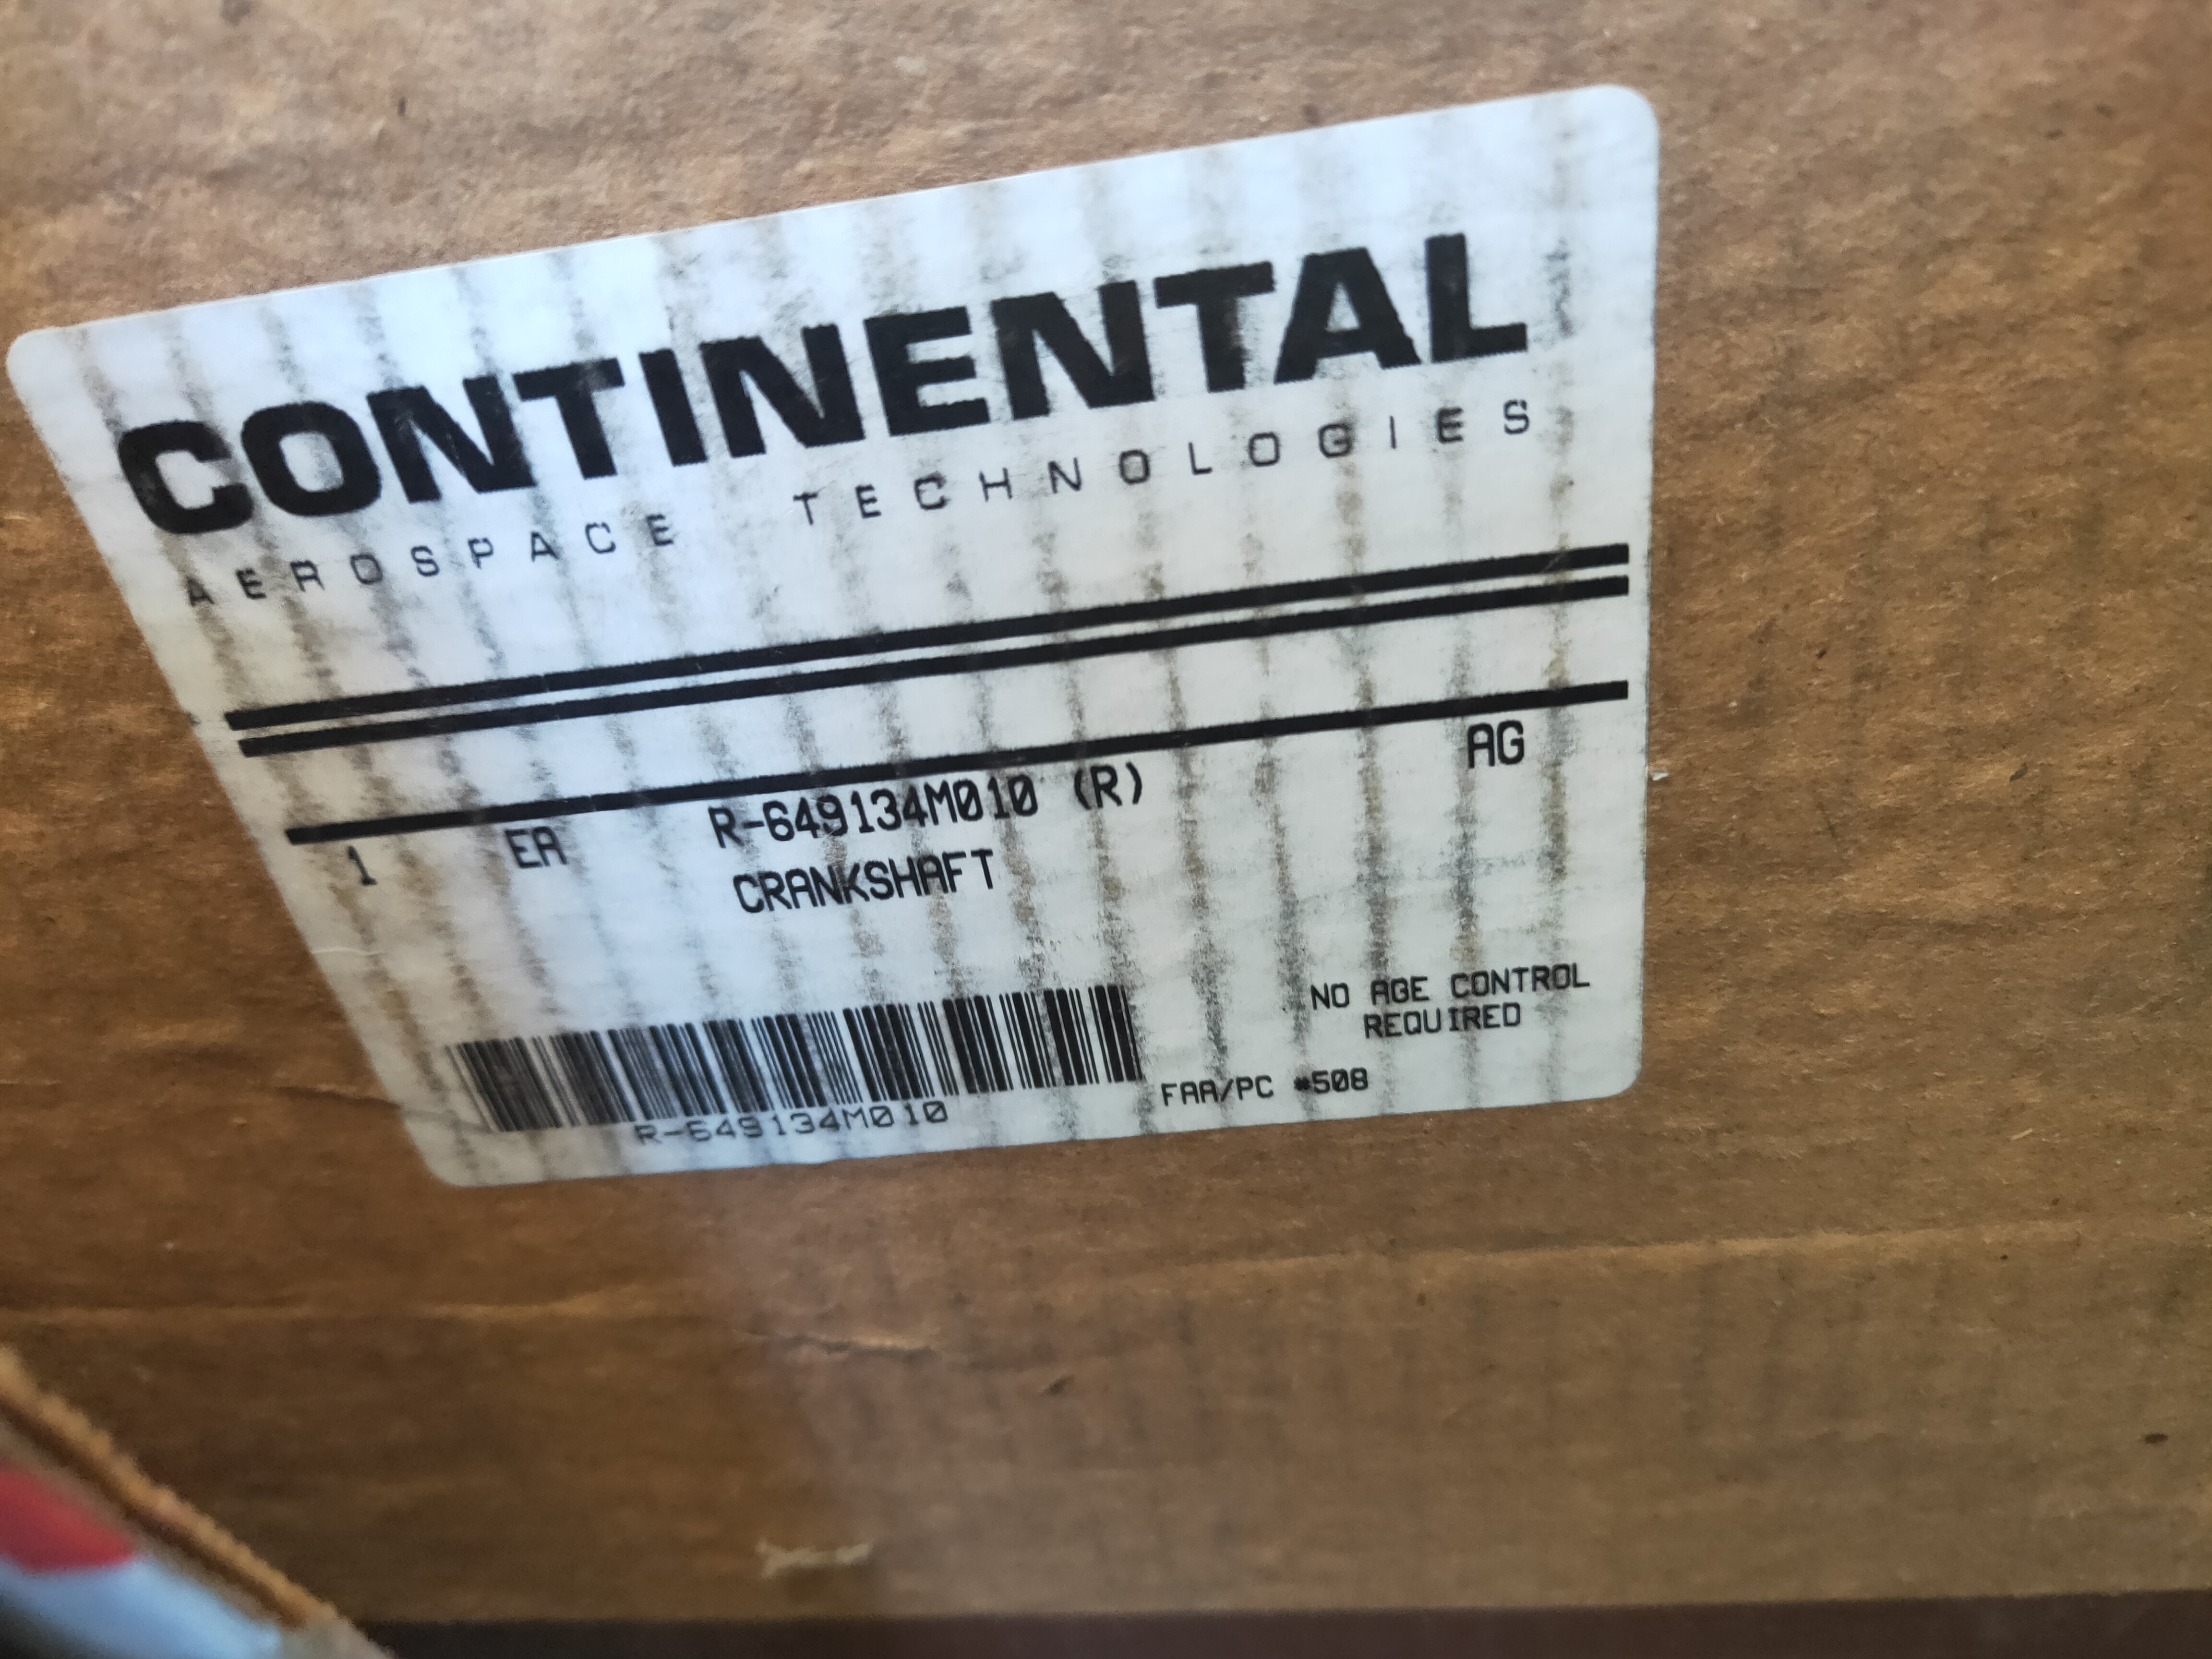 CONTINENTAL
AEROSPACE TECHNOLOGIES
1 EA R-649134M010 (R) AG
CRANKSHAFT
NO AGE CONTROL
REQUIRED
FAA/PC #508
R-649134M010